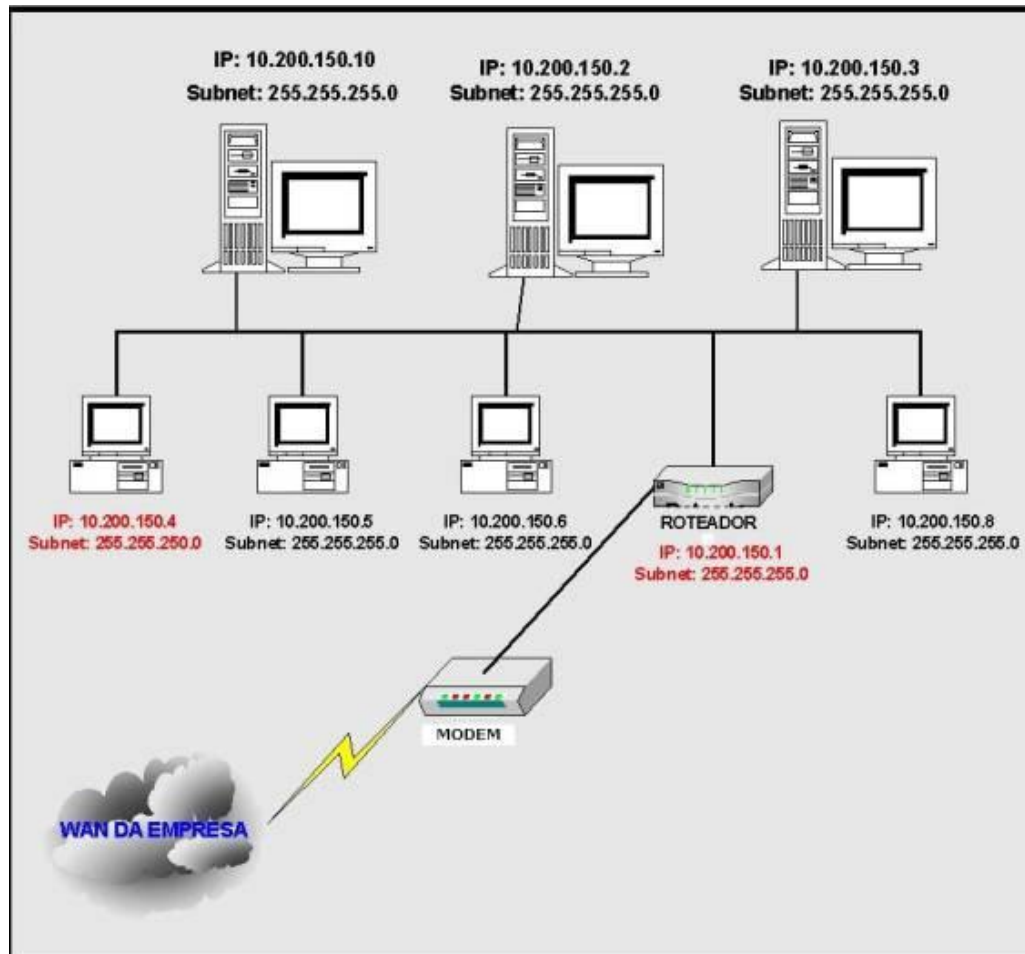 IP: 10.200.150.10
Subnet: 255.255.255.0
IP: 10.200.150.2
Subnet: 255.255.255.0
IP: 10.200.150.3
Subnet: 255.255.255.0
IP: 10.200.150.4
Subnet: 255.255.250.0
IP: 10.200.150.5
Subnet: 255.255.255.0
IP: 10.200.150.6
Subnet: 255.255.255.0
ROTEADOR
IP: 10.200.150.1
Subnet: 255.255.255.0
IP: 10.200.150.8
Subnet: 255.255.255.0
MODEM
WAN DA EMPRESA